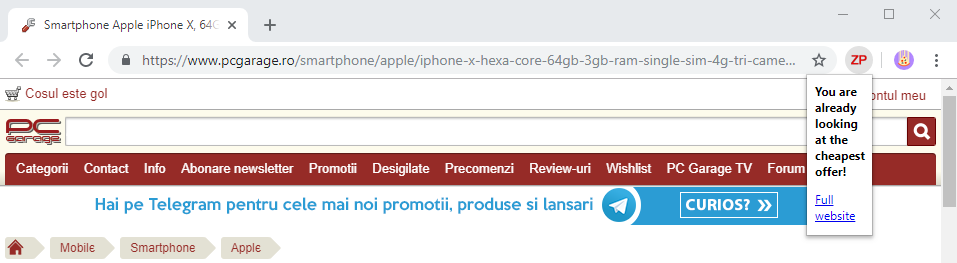 Smartphone Apple iPhone X, 64G
https://www.pcgarage.ro/smartphone/apple/iphone-x-hexa-core-64gb-3gb-ram-single-sim-4g-tri-came...
ZP
Cosul este gol
ontul meu
PC
GARAGE
Categorii Contact Info Abonare newsletter Promotii Desigilate Precomenzi Review-uri Wishlist PC Garage TV Forum
Hai pe Telegram pentru cele mai noi promotii, produse si lansari CURIOS?
Mobile Smartphone Apple
You are
already
looking
at the
cheapest
offer!
Full
website